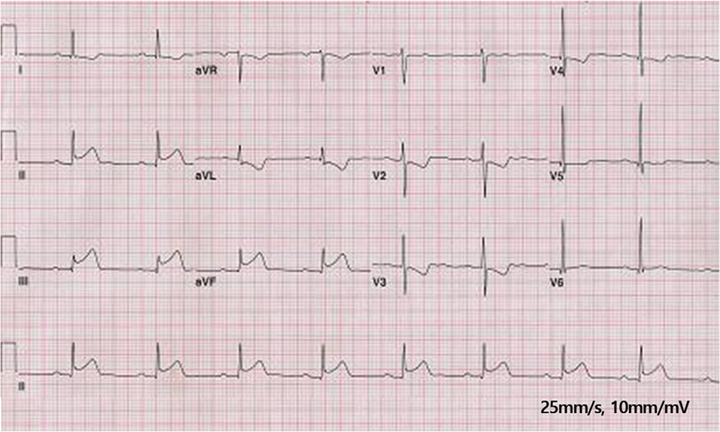 I aVR V1 V4
II aVL V2 V5
III aVF V3 V6
II
25mm/s, 10mm/mV